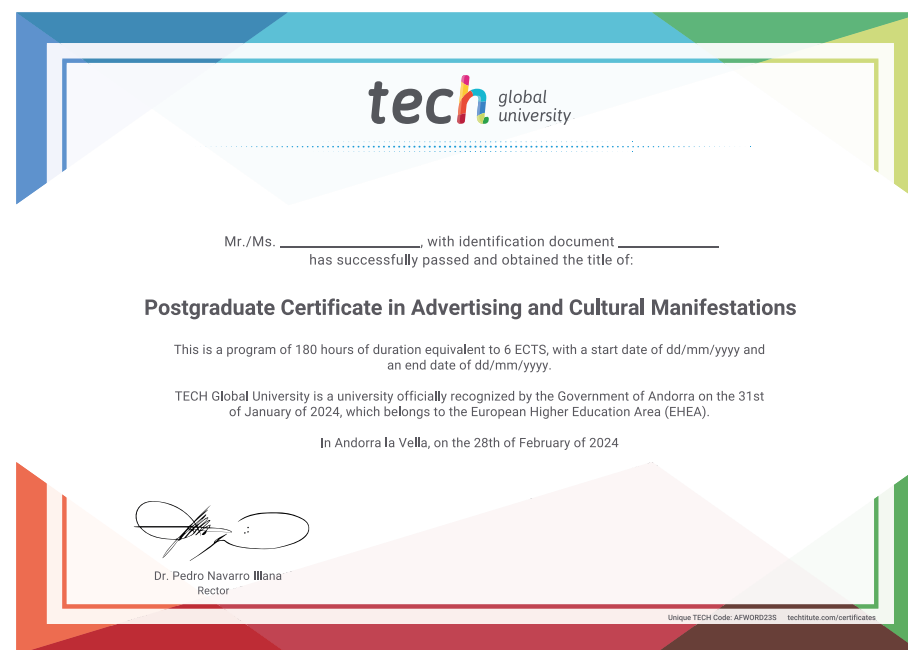 tech global
university
Mr./Ms. ____________, with identification document ____________
has successfully passed and obtained the title of:
Postgraduate Certificate in Advertising and Cultural Manifestations
This is a program of 180 hours of duration equivalent to 6 ECTS, with a start date of dd/mm/yyyy and
an end date of dd/mm/yyyy.
TECH Global University is a university officially recognized by the Government of Andorra on the 31st
of January of 2024, which belongs to the European Higher Education Area (EHEA).
In Andorra la Vella, on the 28th of February of 2024
Dr. Pedro Navarro Illana
Rector
Unique TECH Code: AFWORD23S techtitute.com/certificates